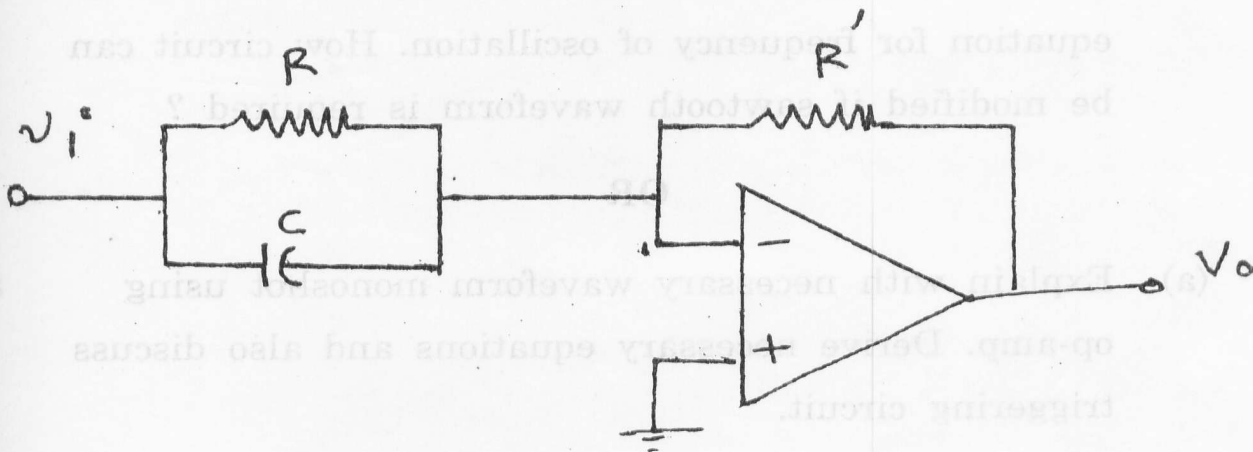 equation for frequency of oscillation. How circuit can
R
R'
be modified if sawtooth waveform is required ?
vi
OR
C
−
Vo
(a) Explain with necessary waveform monoshot using
+
op-amp. Derive necessary equations and also discuss
triggering circuit.